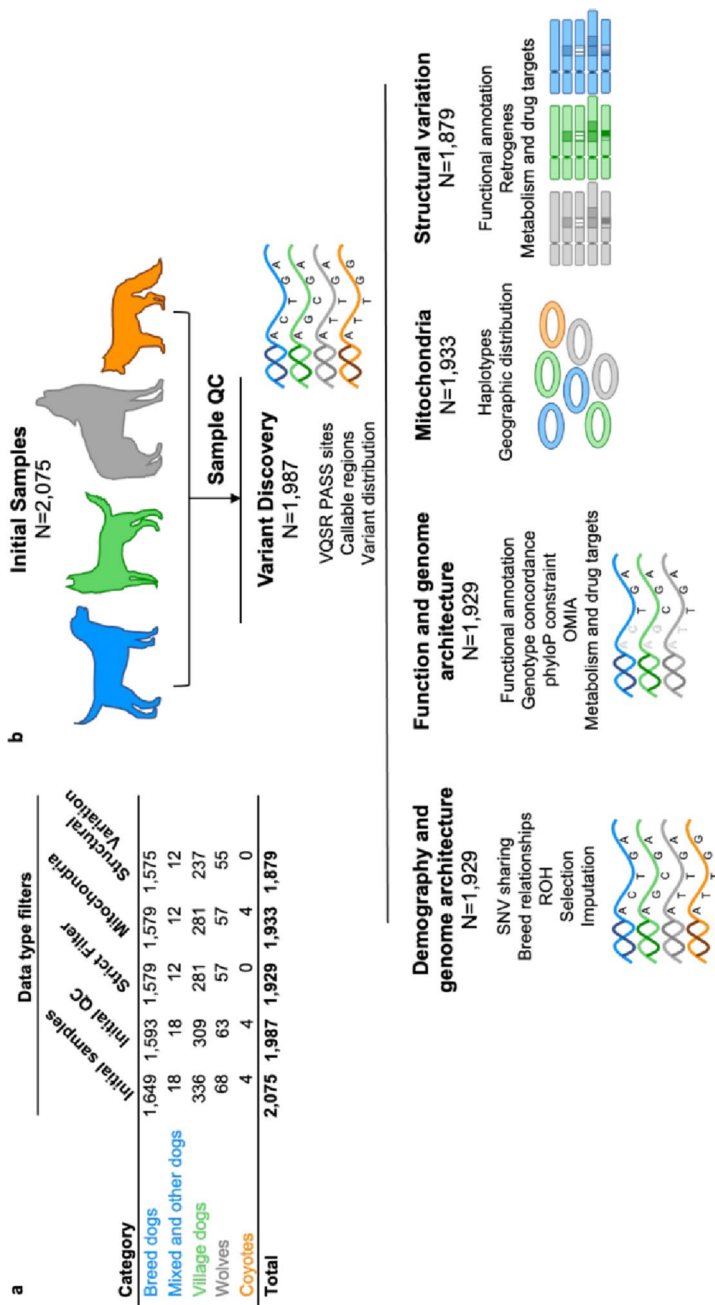 a
Data type filters
Category Initial samples Initial QC Strict Filter Mitochondria Structural Variation
Breed dogs 1,649 1,593 1,579 1,579 1,575
Mixed and other dogs 18 18 12 12 12
Village dogs 336 309 281 281 237
Wolves 68 63 57 57 55
Coyotes 4 4 0 4 0
Total 2,075 1,987 1,929 1,933 1,879
b
Initial Samples
N=2,075
Sample QC
Variant Discovery
N=1,987
VQSR PASS sites
Callable regions
Variant distribution
A C T G A
A G C G A
A T T G
A T T G G
Demography and
genome architecture
N=1,929
SNV sharing
Breed relationships
ROH
Selection
Imputation
A C T G A
A G C G A
A T T G
A T T G G
Function and genome
architecture
N=1,929
Functional annotation
Genotype concordance
phyloP constraint
OMIA
Metabolism and drug targets
A C T G A
A G C G A
A T T G
Mitochondria
N=1,933
Haplotypes
Geographic distribution
Structural variation
N=1,879
Functional annotation
Retrogenes
Metabolism and drug targets